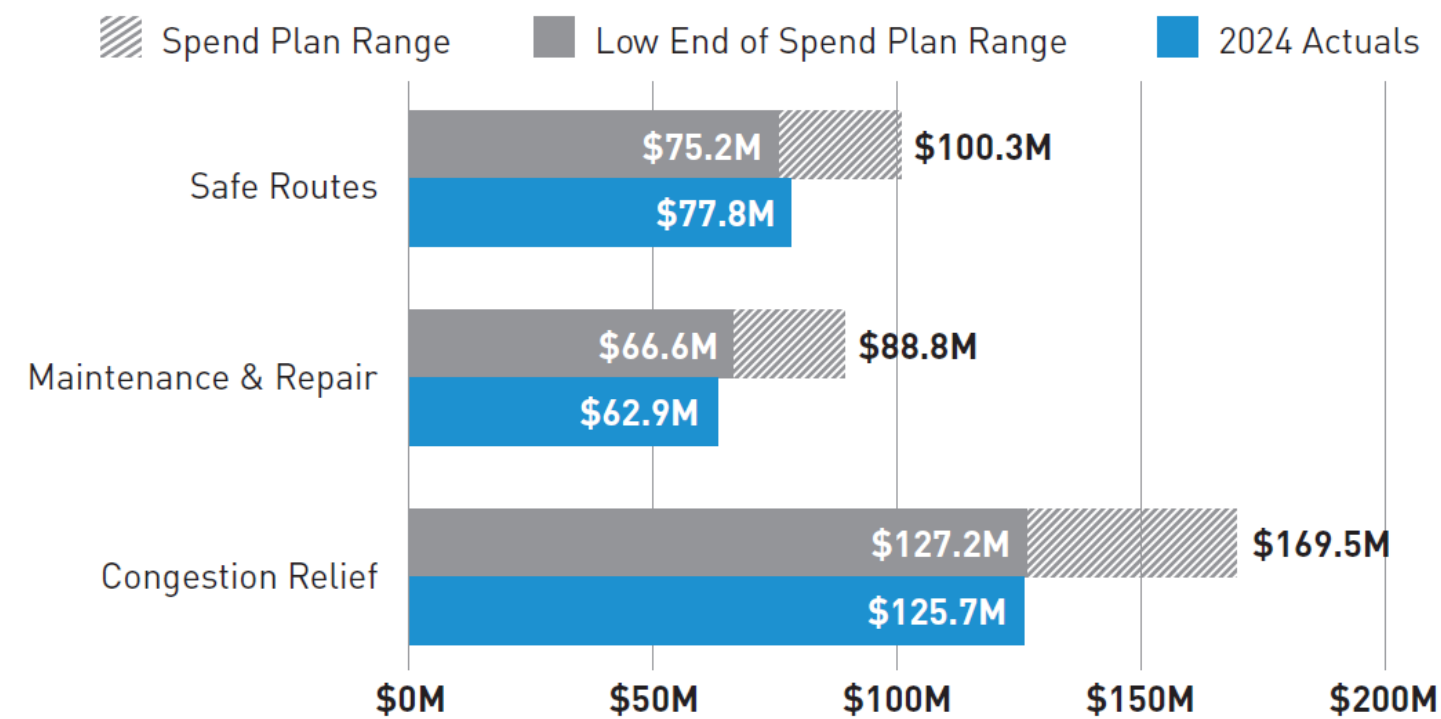 Spend Plan Range Low End of Spend Plan Range 2024 Actuals
$75.2M $100.3M
Safe Routes
$77.8M
$66.6M $88.8M
Maintenance & Repair
$62.9M
$127.2M $169.5M
Congestion Relief
$125.7M
$0M $50M $100M $150M $200M